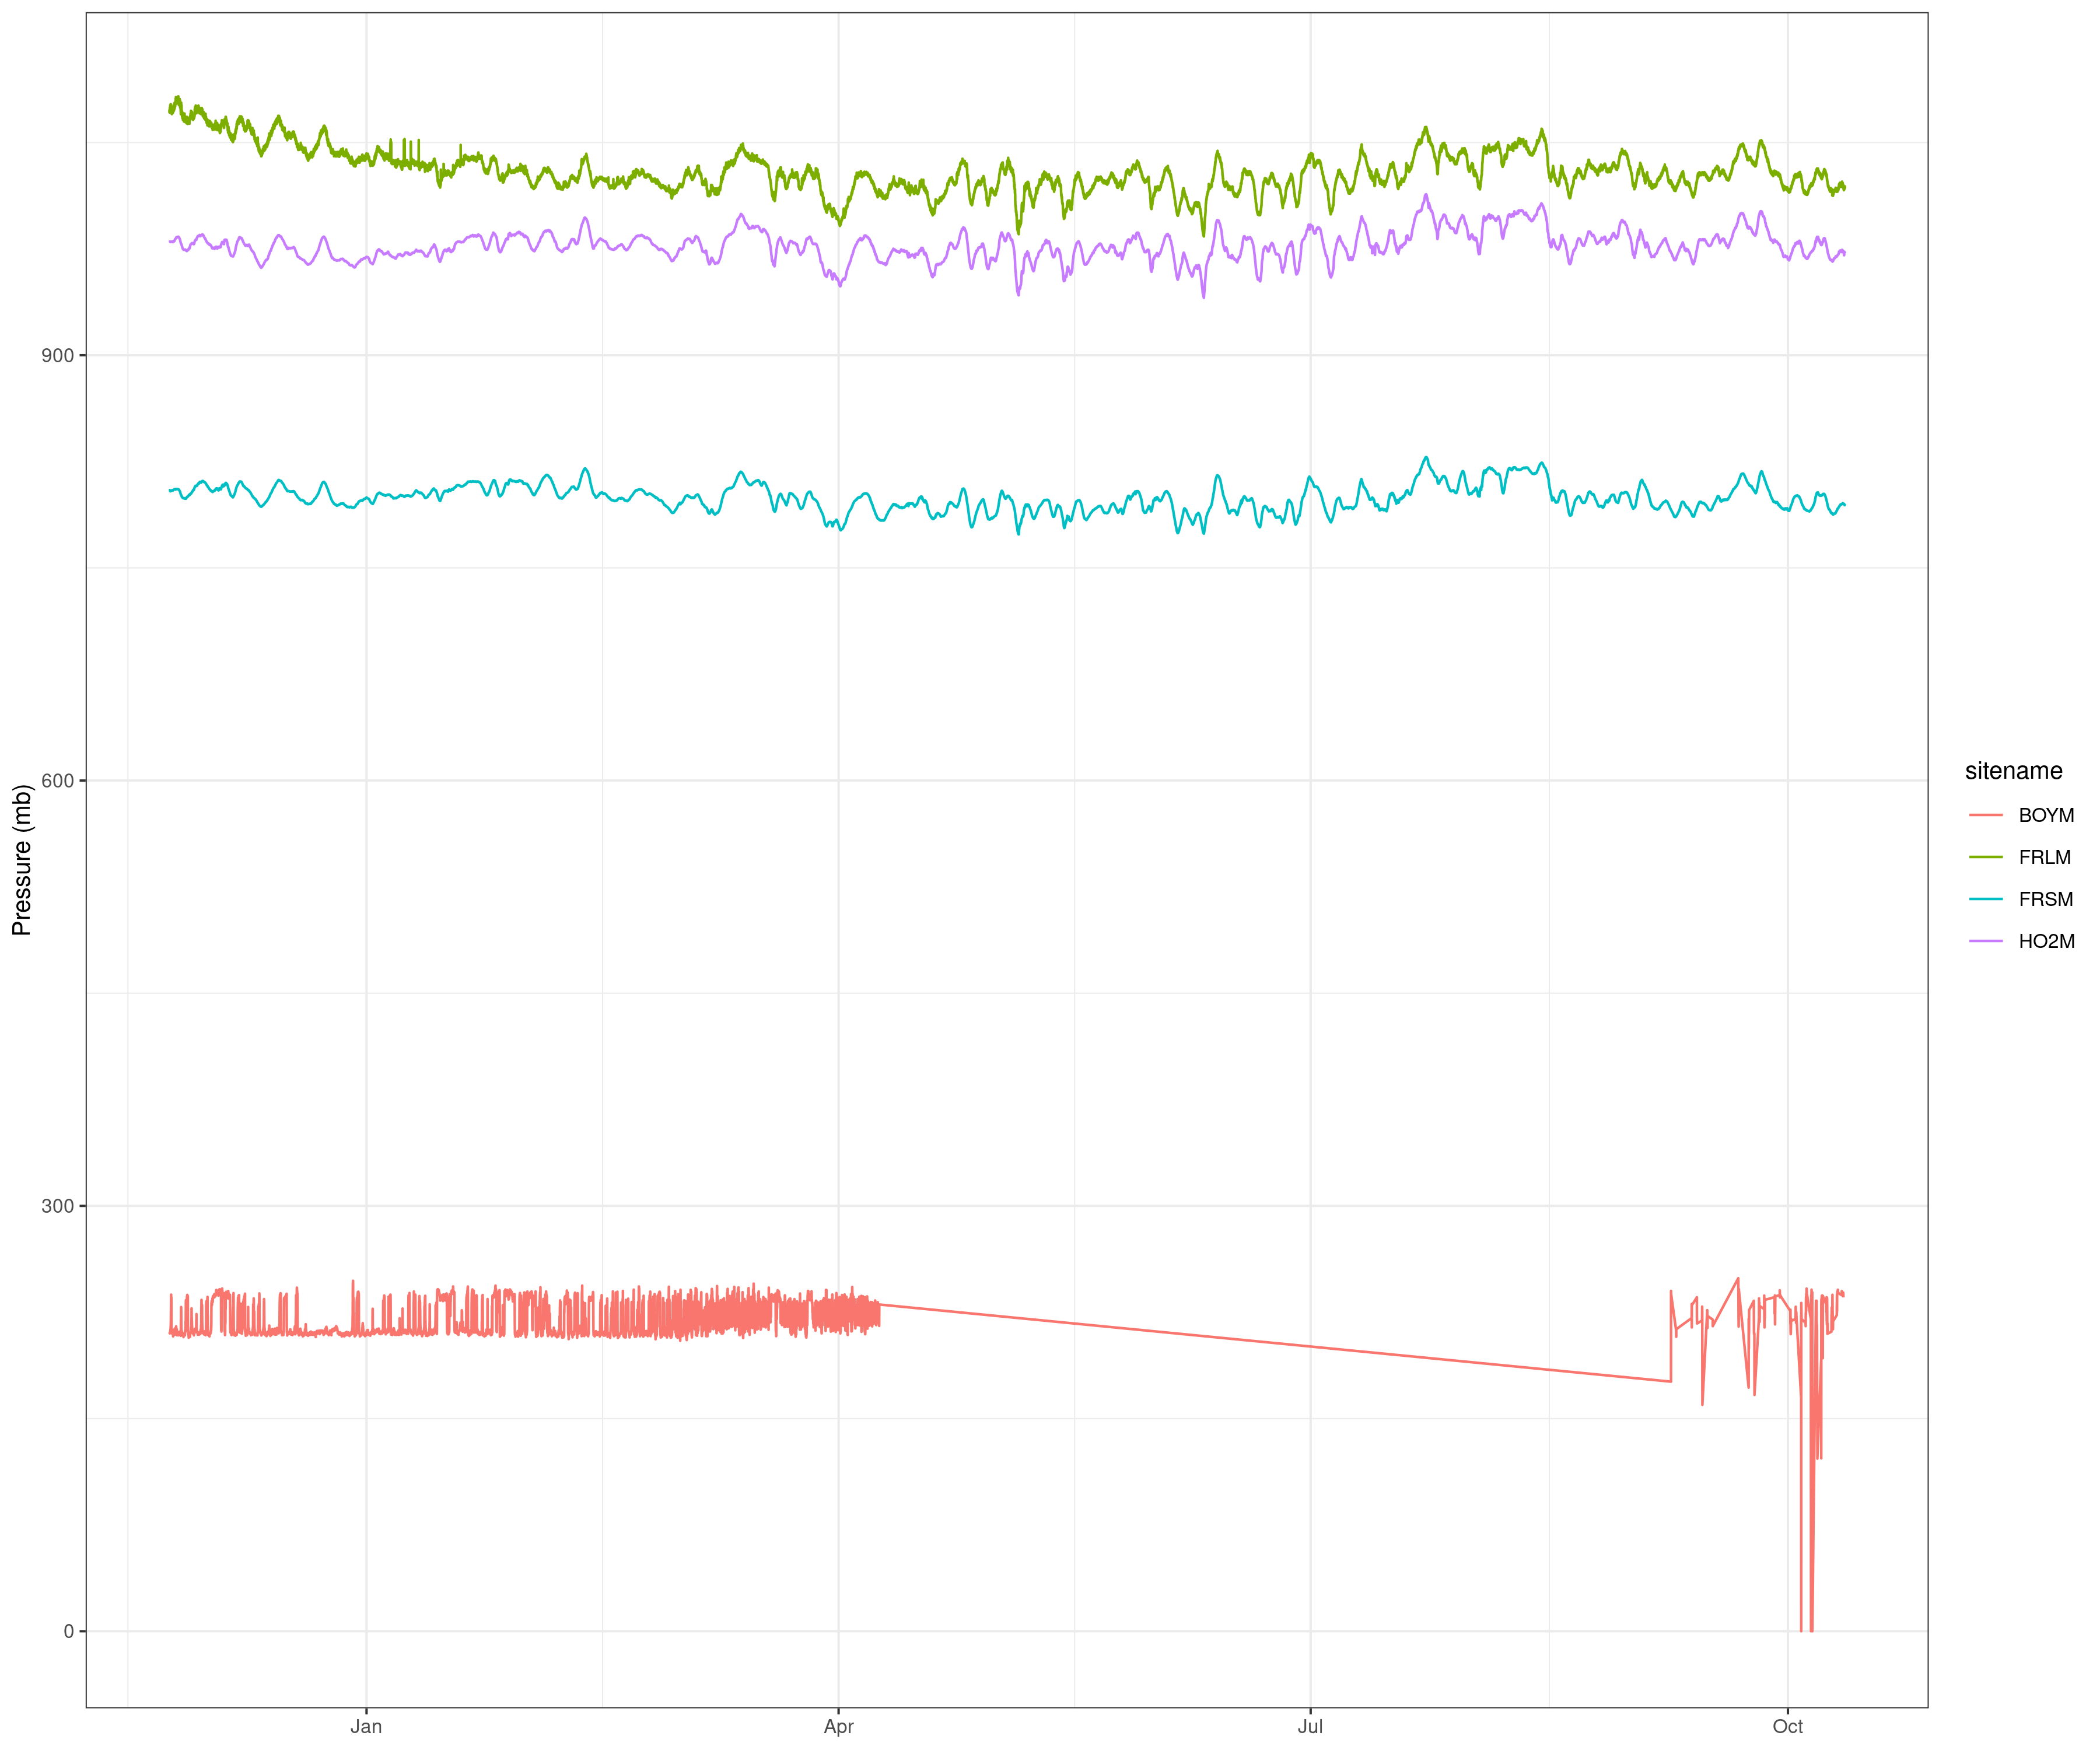 Pressure (mb)
900
600
300
0
Jan
Apr
Jul
Oct
sitename
BOYM
FRLM
FRSM
HO2M